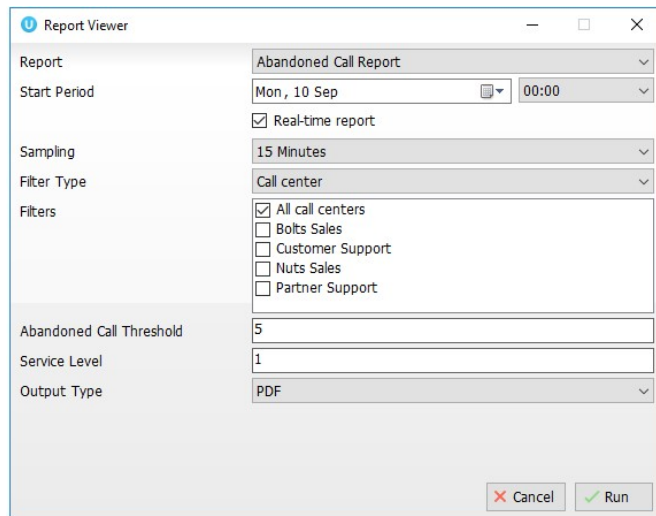 U Report Viewer
Report Abandoned Call Report
Start Period Mon, 10 Sep 00:00
Real-time report
Sampling 15 Minutes
Filter Type Call center
Filters All call centers
Bolts Sales
Customer Support
Nuts Sales
Partner Support
Abandoned Call Threshold 5
Service Level 1
Output Type PDF
Cancel Run